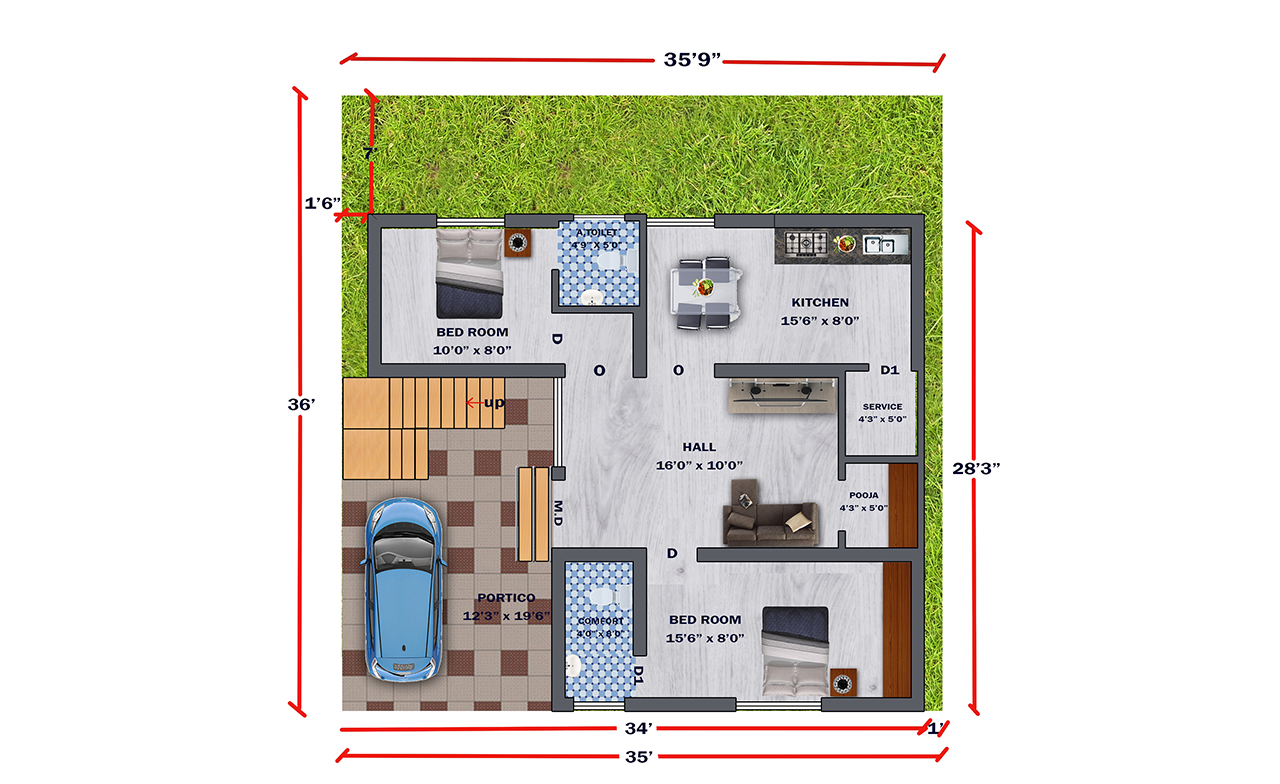 35’9”
7’
1’6”
A.TOILET
4’9” X 5’0”
KITCHEN
15’6” x 8’0”
BED ROOM
10’0” x 8’0”
D
O
O
D1
up
36’
SERVICE
4’3” x 5’0”
HALL
16’0” x 10’0”
28’3”
POOJA
4’3” x 5’0”
M.D
D
PORTICO
12’3” x 19’6”
COMFORT
4’0” x 8’0”
BED ROOM
15’6” x 8’0”
D1
34’
1’
35’